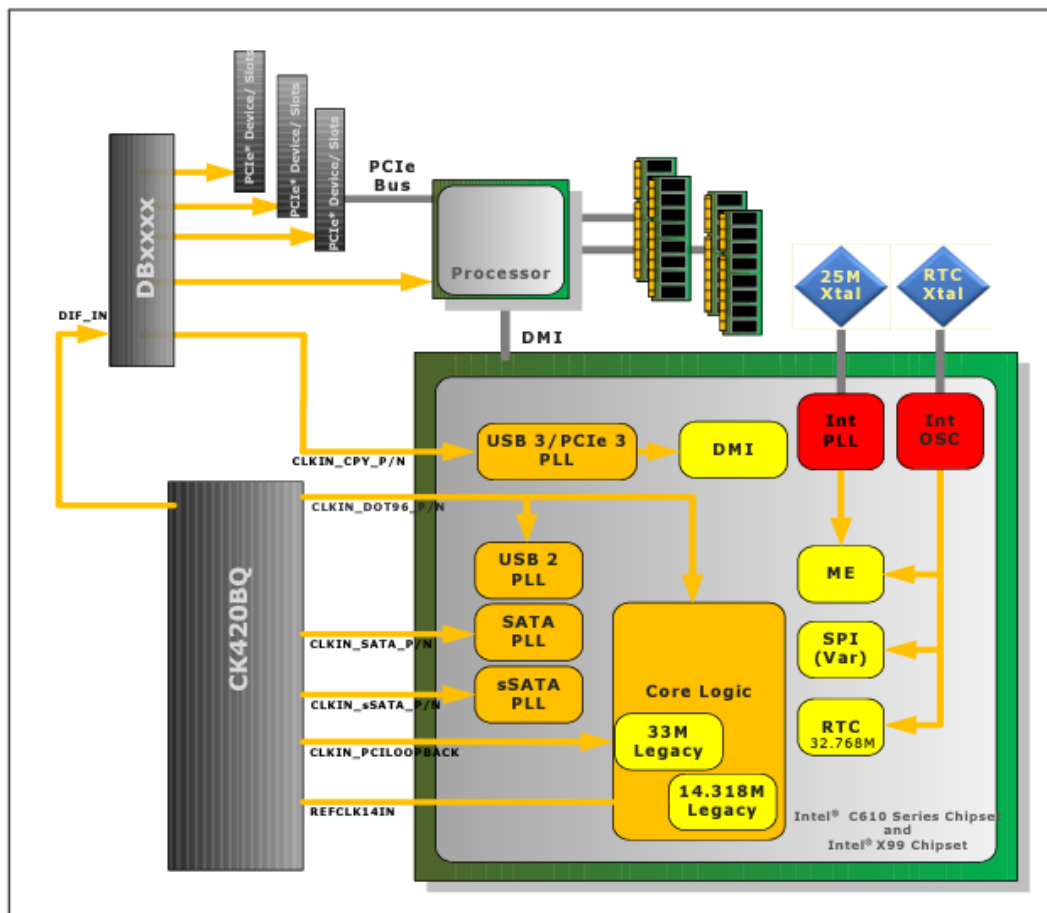 PCIe* Device/ Slots
PCIe* Device/ Slots
PCIe* Device/ Slots
PCIe
Bus
DBxxxx
Processor
25M
Xtal
RTC
Xtal
DIF_IN
DMI
Int
PLL
Int
OSC
USB 3/PCIe 3
PLL
DMI
CLKIN_CPY_P/N
CLKIN_DOT96_P/N
CK420BQ
USB 2
PLL
ME
SATA
PLL
CLKIN_SATA_P/N
SPI
(Var)
sSATA
PLL
CLKIN_sSATA_P/N
Core Logic
33M
Legacy
RTC
32.768M
CLKIN_PCILOOPBACK
14.318M
Legacy
REFCLK14IN
Intel® C610 Series Chipset
and
Intel® X99 Chipset